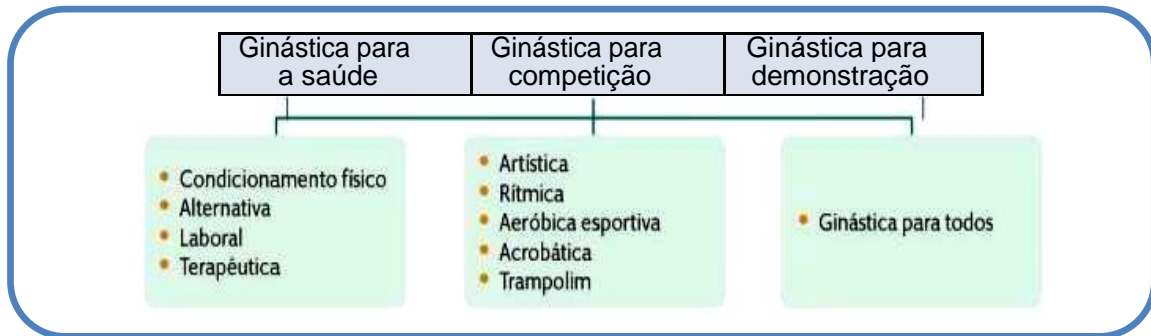 Ginástica para
a saúde
Ginástica para
competição
Ginástica para
demonstração
• Condicionamento físico
• Alternativa
• Laboral
• Terapêutica
• Artística
• Rítmica
• Aeróbica esportiva
• Acrobática
• Trampolim
• Ginástica para todos